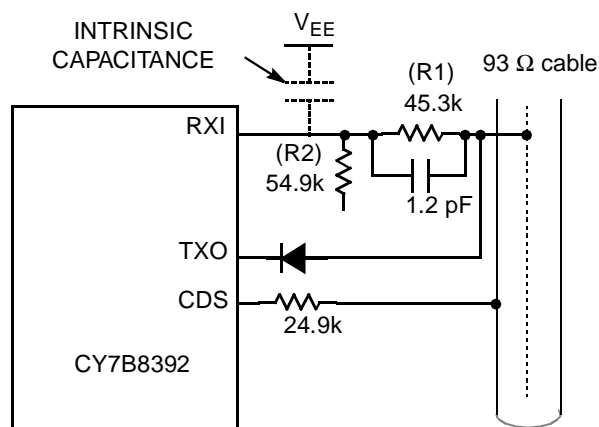 INTRINSIC
CAPACITANCE
VEE
(R1)
45.3k
93 Ω cable
RXI
(R2)
54.9k
1.2 pF
TXO
CDS
24.9k
CY7B8392